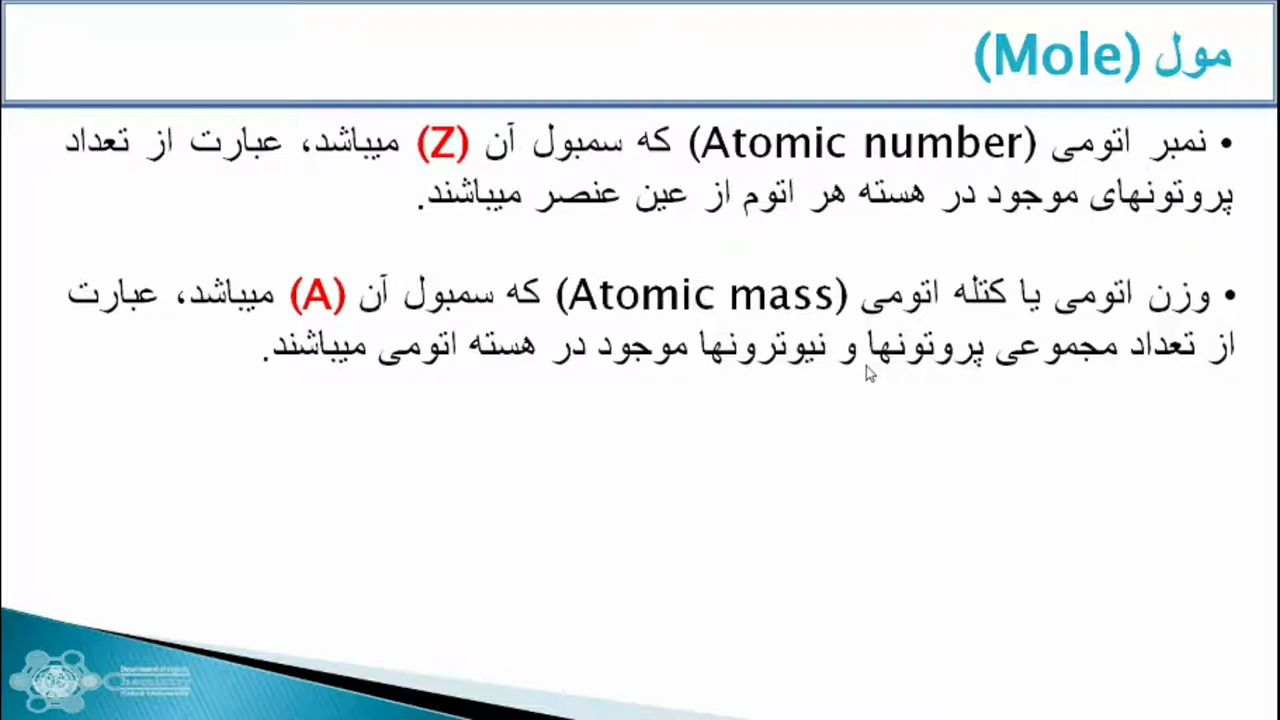 مول (Mole)
• نمبر اتومی (Atomic number) که سمبول آن (Z) میباشد، عبارت از تعداد
پروتونهای موجود در هسته هر اتوم از عین عنصر میباشند.
• وزن اتومی یا کتله اتومی (Atomic mass) که سمبول آن (A) میباشد، عبارت
از تعداد مجموعی پروتونها و نیوترونها موجود در هسته اتومی میباشند.
Chemistry